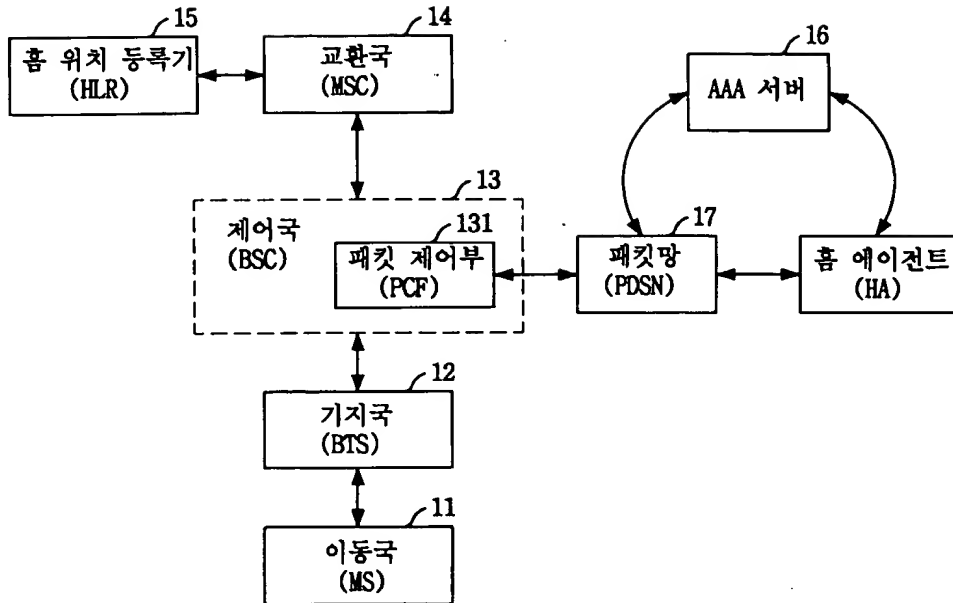 15
홈 위치 등록기
(HLR)
14
교환국
(MSC)
16
AAA 서버
13
제어국
(BSC)
131
패킷 제어부
(PCF)
17
패킷망
(PDSN)
홈 에이전트
(HA)
12
기지국
(BTS)
11
이동국
(MS)